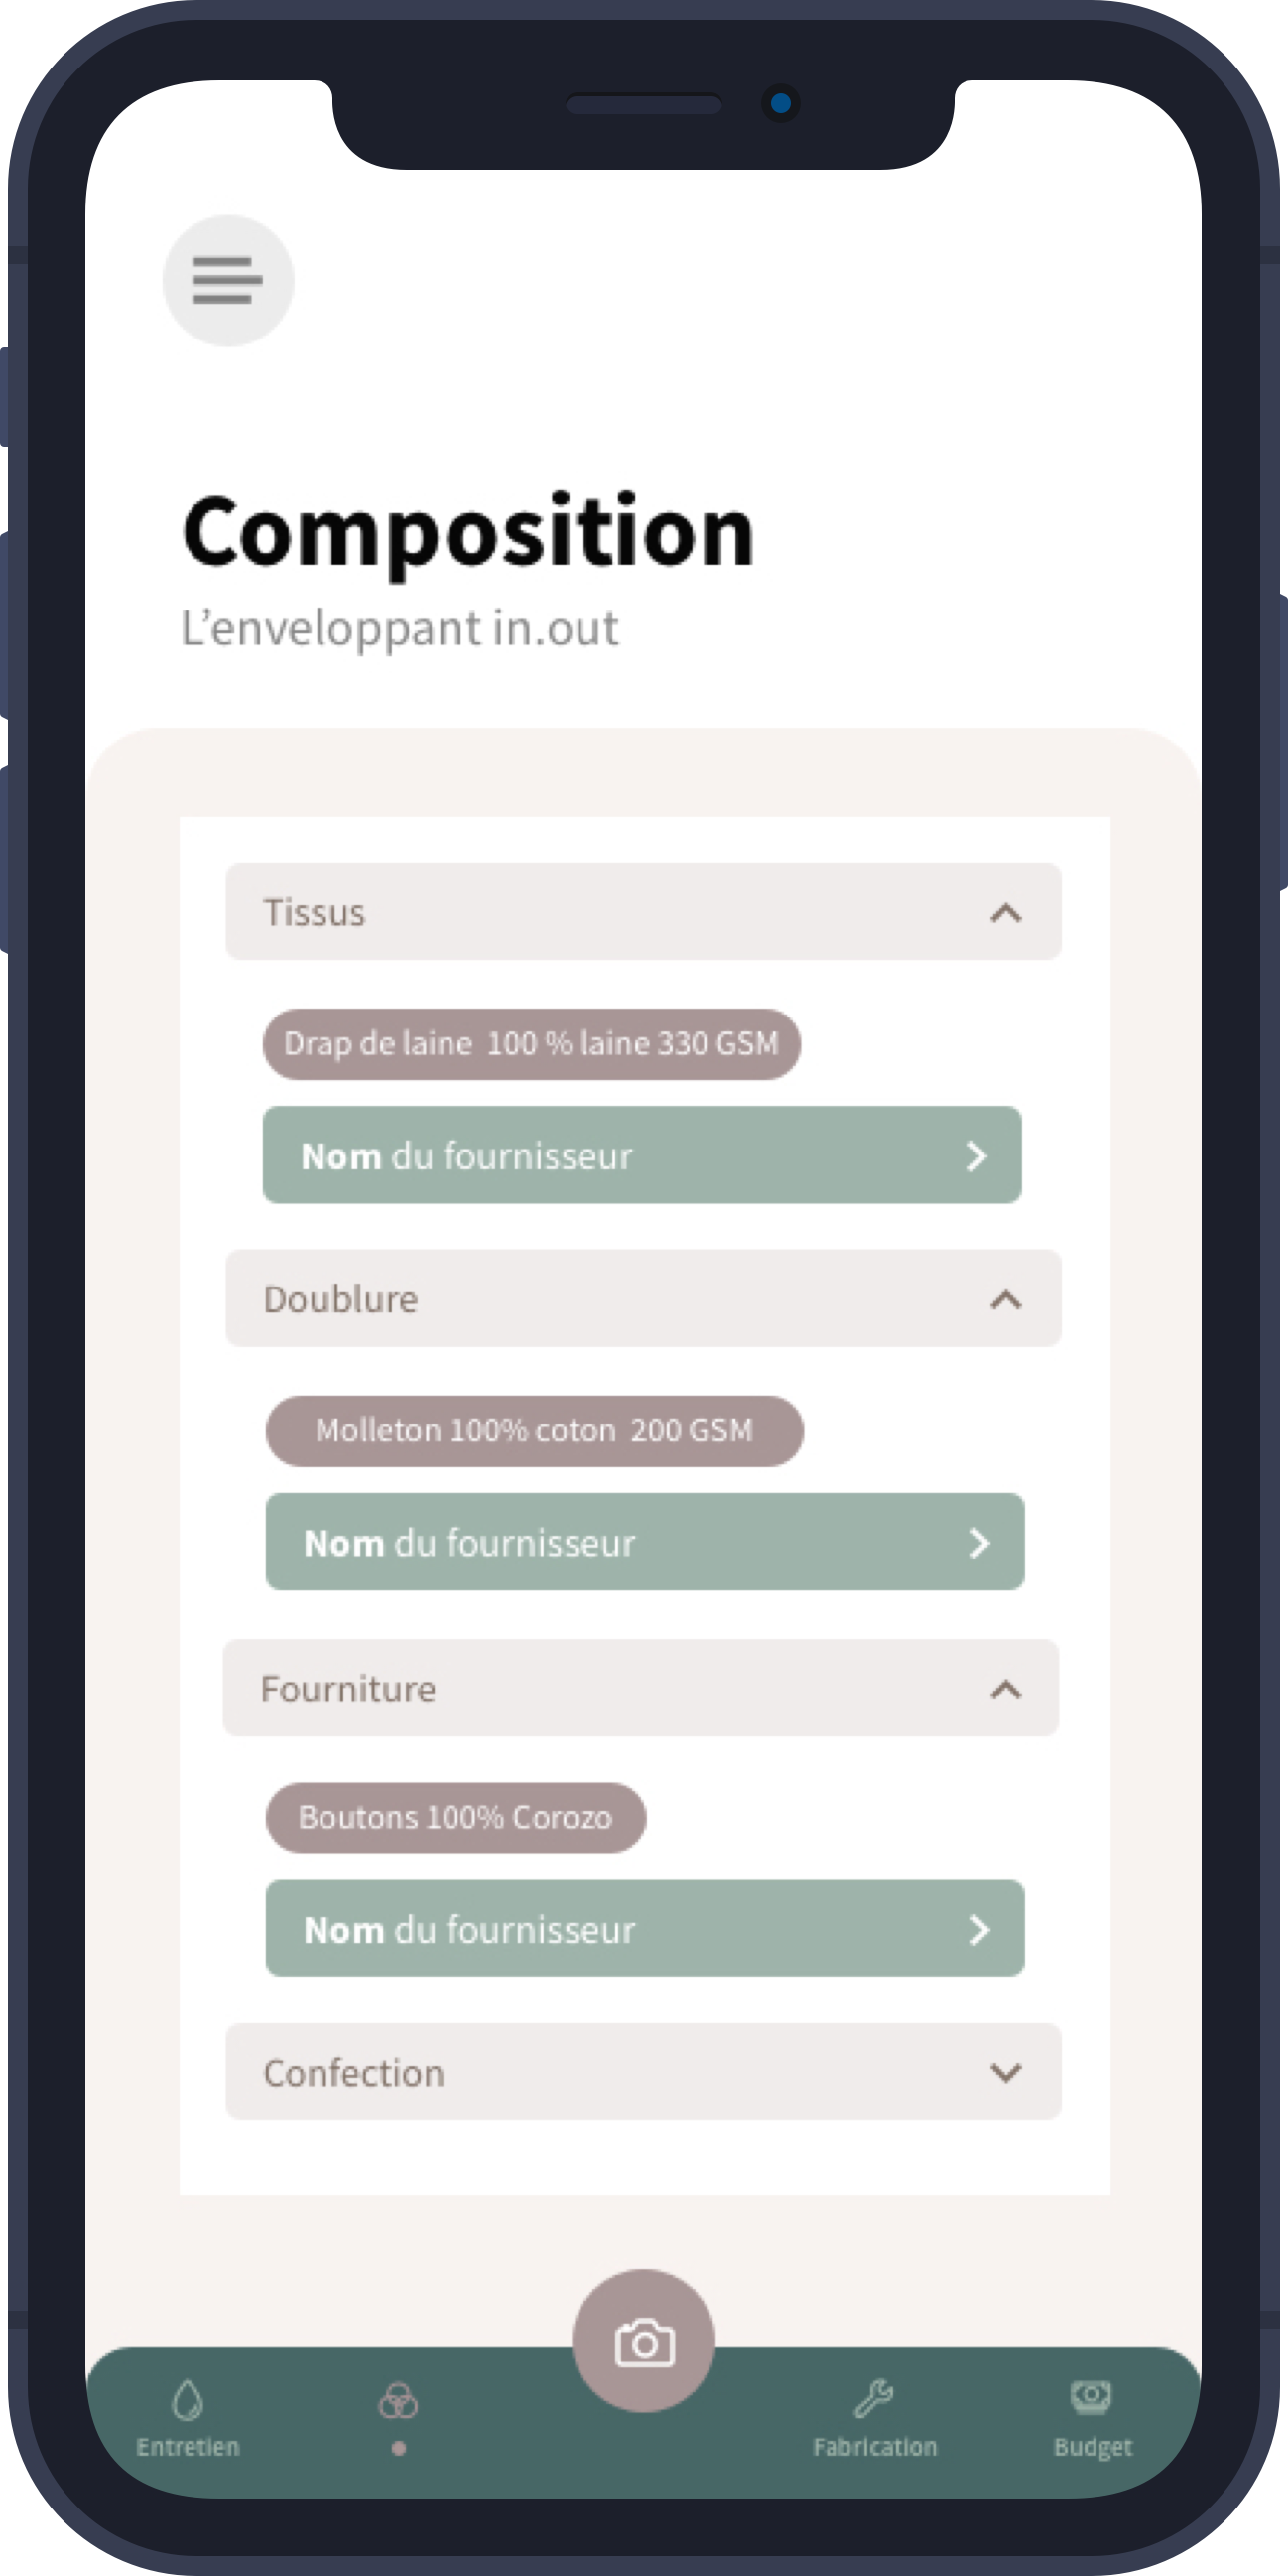 Composition
L’enveloppant in.out
Tissus
Drap de laine  100 % laine 330 GSM
Nom du fournisseur
Doublure
Molleton 100% coton  200 GSM
Nom du fournisseur
Fourniture
Boutons 100% Corozo
Nom du fournisseur
Confection
Entretien
Fabrication
Budget